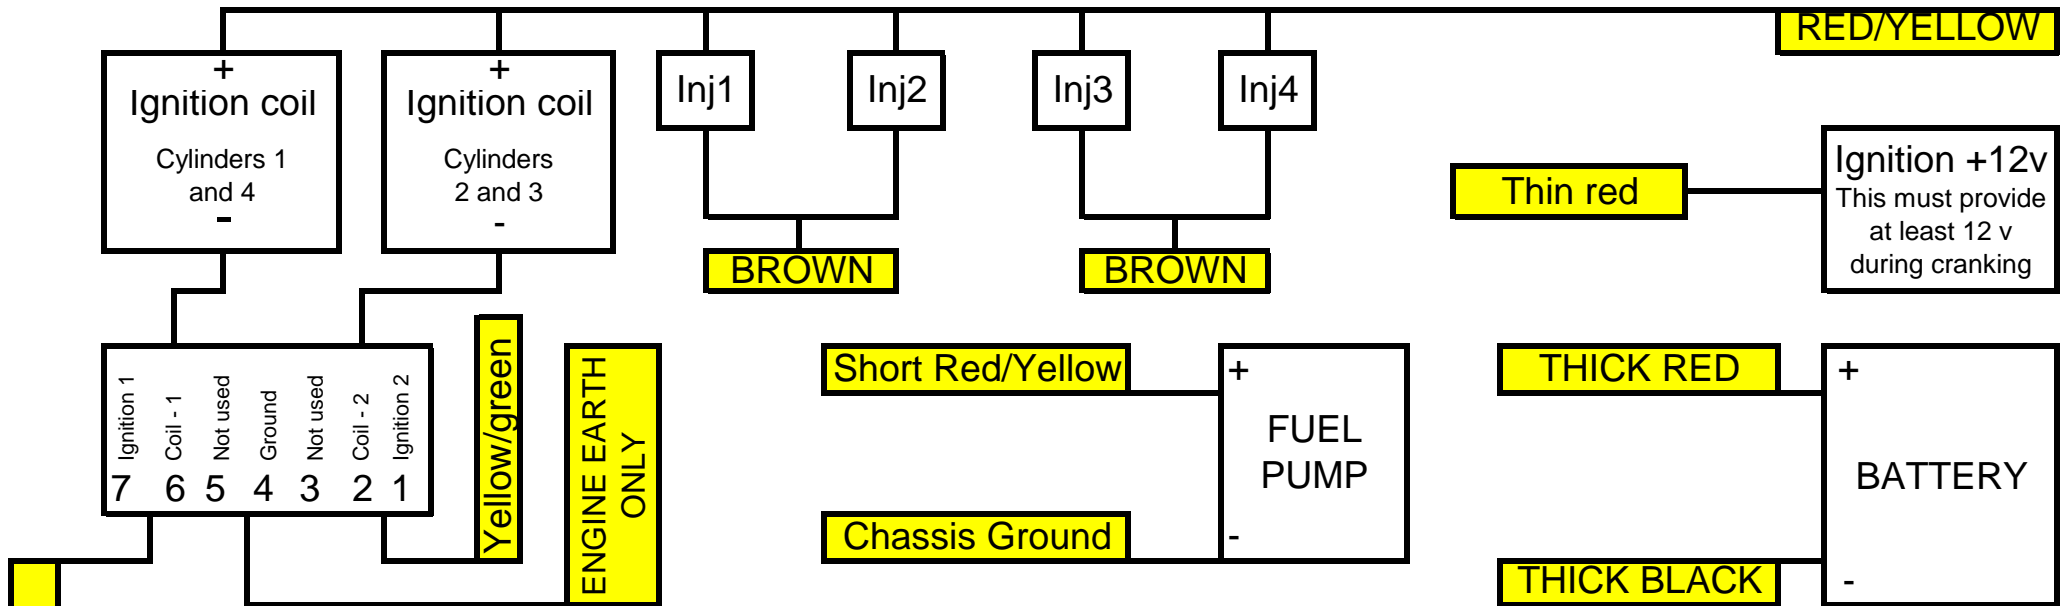 RED/YELLOW
+
Ignition coil
Cylinders 1
and 4
-
+
Ignition coil
Cylinders
2 and 3
-
Inj1
Inj2
Inj3
Inj4
BROWN
BROWN
Thin red
Ignition +12v
This must provide
at least 12 v
during cranking
Ignition 1
Coil - 1
Not used
Ground
Not used
Coil - 2
Ignition 2
7 6 5 4 3 2 1
Yellow/green
ENGINE EARTH
ONLY
Short Red/Yellow
+
FUEL
PUMP
Chassis Ground
-
THICK RED
+
BATTERY
THICK BLACK
-